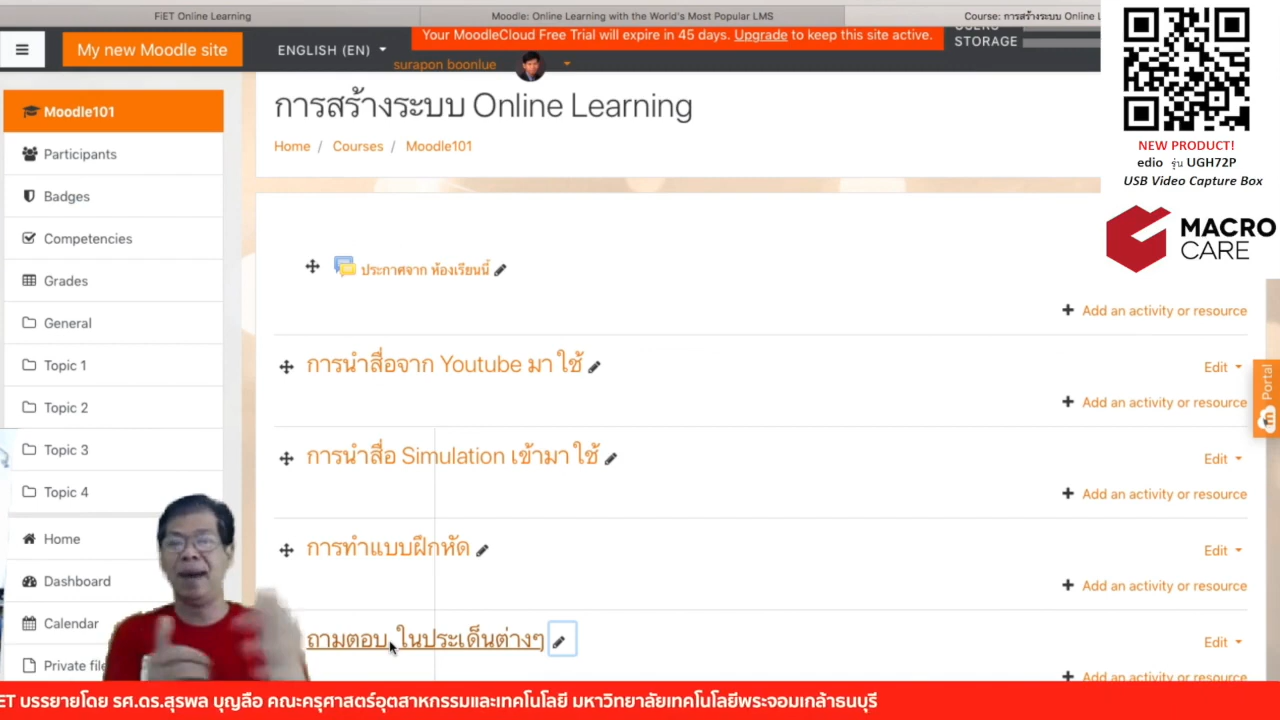 FiET Online Learning
Moodle: Online Learning with the World's Most Popular LMS
Course: การสร้างระบบ Online L
My new Moodle site
ENGLISH (EN)
Your MoodleCloud Free Trial will expire in 45 days. Upgrade to keep this site active.
STORAGE
surapon boonlue
Moodle101
Participants
Badges
Competencies
Grades
General
Topic 1
Topic 2
Topic 3
Topic 4
Home
Dashboard
Calendar
Private file
การสร้างระบบ Online Learning
Home / Courses / Moodle101
ประกาศจาก ห้องเรียนนี้
Add an activity or resource
การนำสื่อจาก Youtube มา ใช้
Edit
Add an activity or resource
การนำสื่อ Simulation เข้ามา ใช้
Edit
Add an activity or resource
การทำแบบฝึกหัด
Edit
Add an activity or resource
ถามตอบ ในประเด็นต่างๆ
Edit
Add an activity or resource
NEW PRODUCT!
edio รุ่น UGH72P
USB Video Capture Box
MACRO
CARE
Portal
ET บรรยายโดย รศ.ดร.สุรพล บุญลือ คณะครุศาสตร์อุตสาหกรรมและเทคโนโลยี มหาวิทยาลัยเทคโนโลยีพระจอมเกล้าธนบุรี